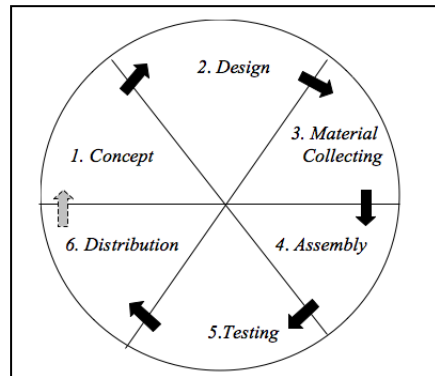 1. Concept
2. Design
3. Material
Collecting
4. Assembly
5.Testing
6. Distribution